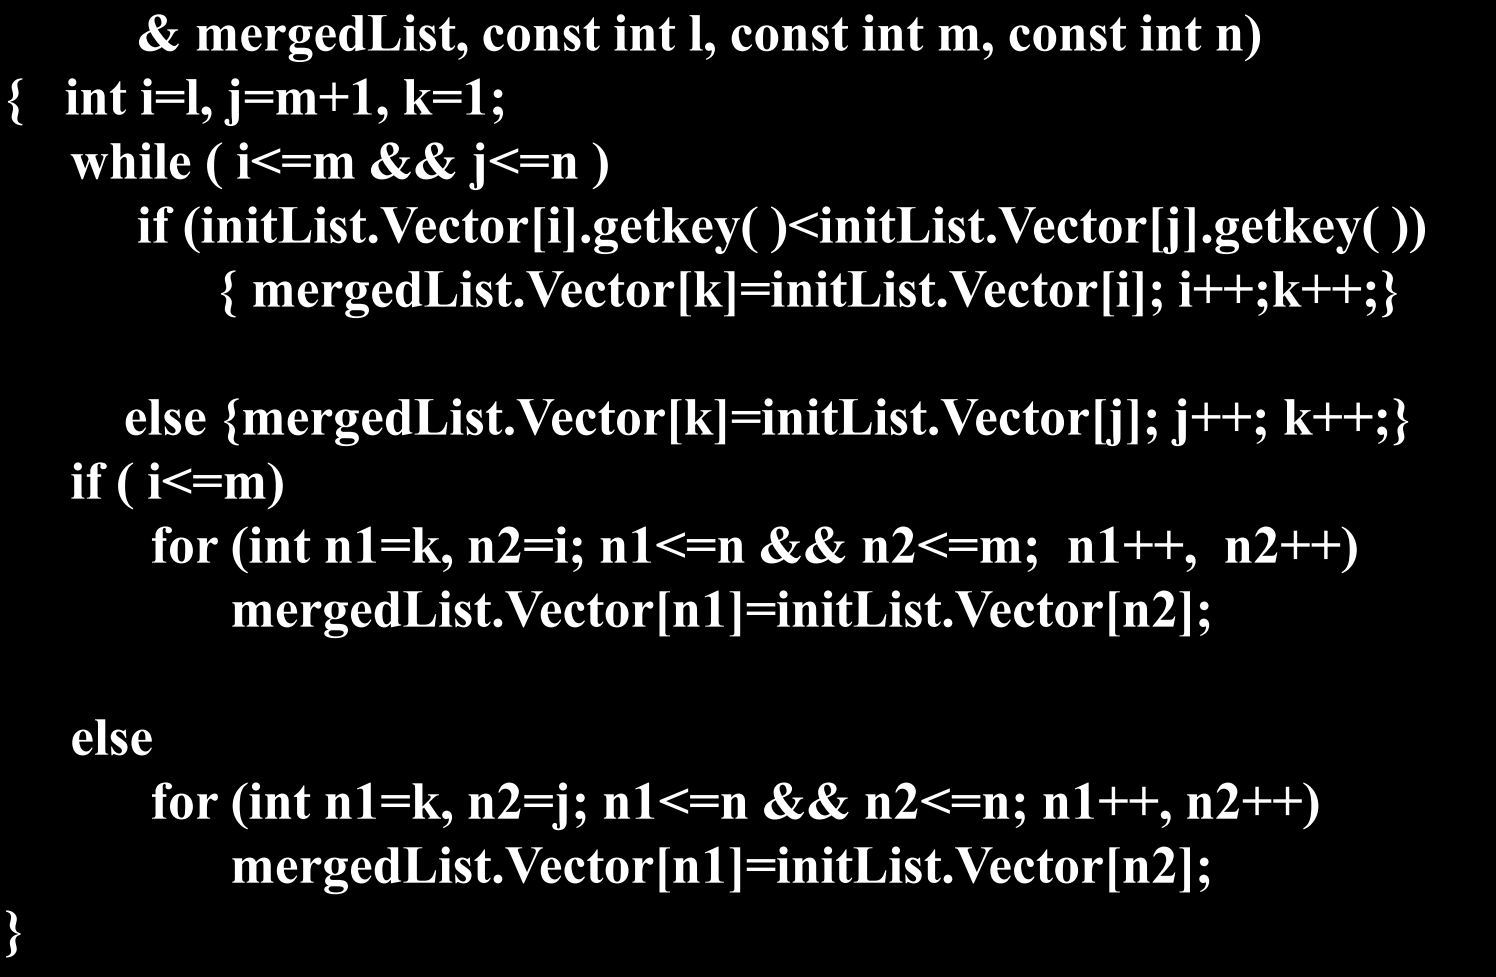 & mergedList, const int l, const int m, const int n)
{ int i=l, j=m+1, k=1;
while ( i<=m && j<=n )
if (initList.Vector[i].getkey( )<initList.Vector[j].getkey( ))
{ mergedList.Vector[k]=initList.Vector[i]; i++;k++;}
else {mergedList.Vector[k]=initList.Vector[j]; j++; k++;}
if ( i<=m)
for (int n1=k, n2=i; n1<=n && n2<=m; n1++, n2++)
mergedList.Vector[n1]=initList.Vector[n2];
else
for (int n1=k, n2=j; n1<=n && n2<=n; n1++, n2++)
mergedList.Vector[n1]=initList.Vector[n2];
}